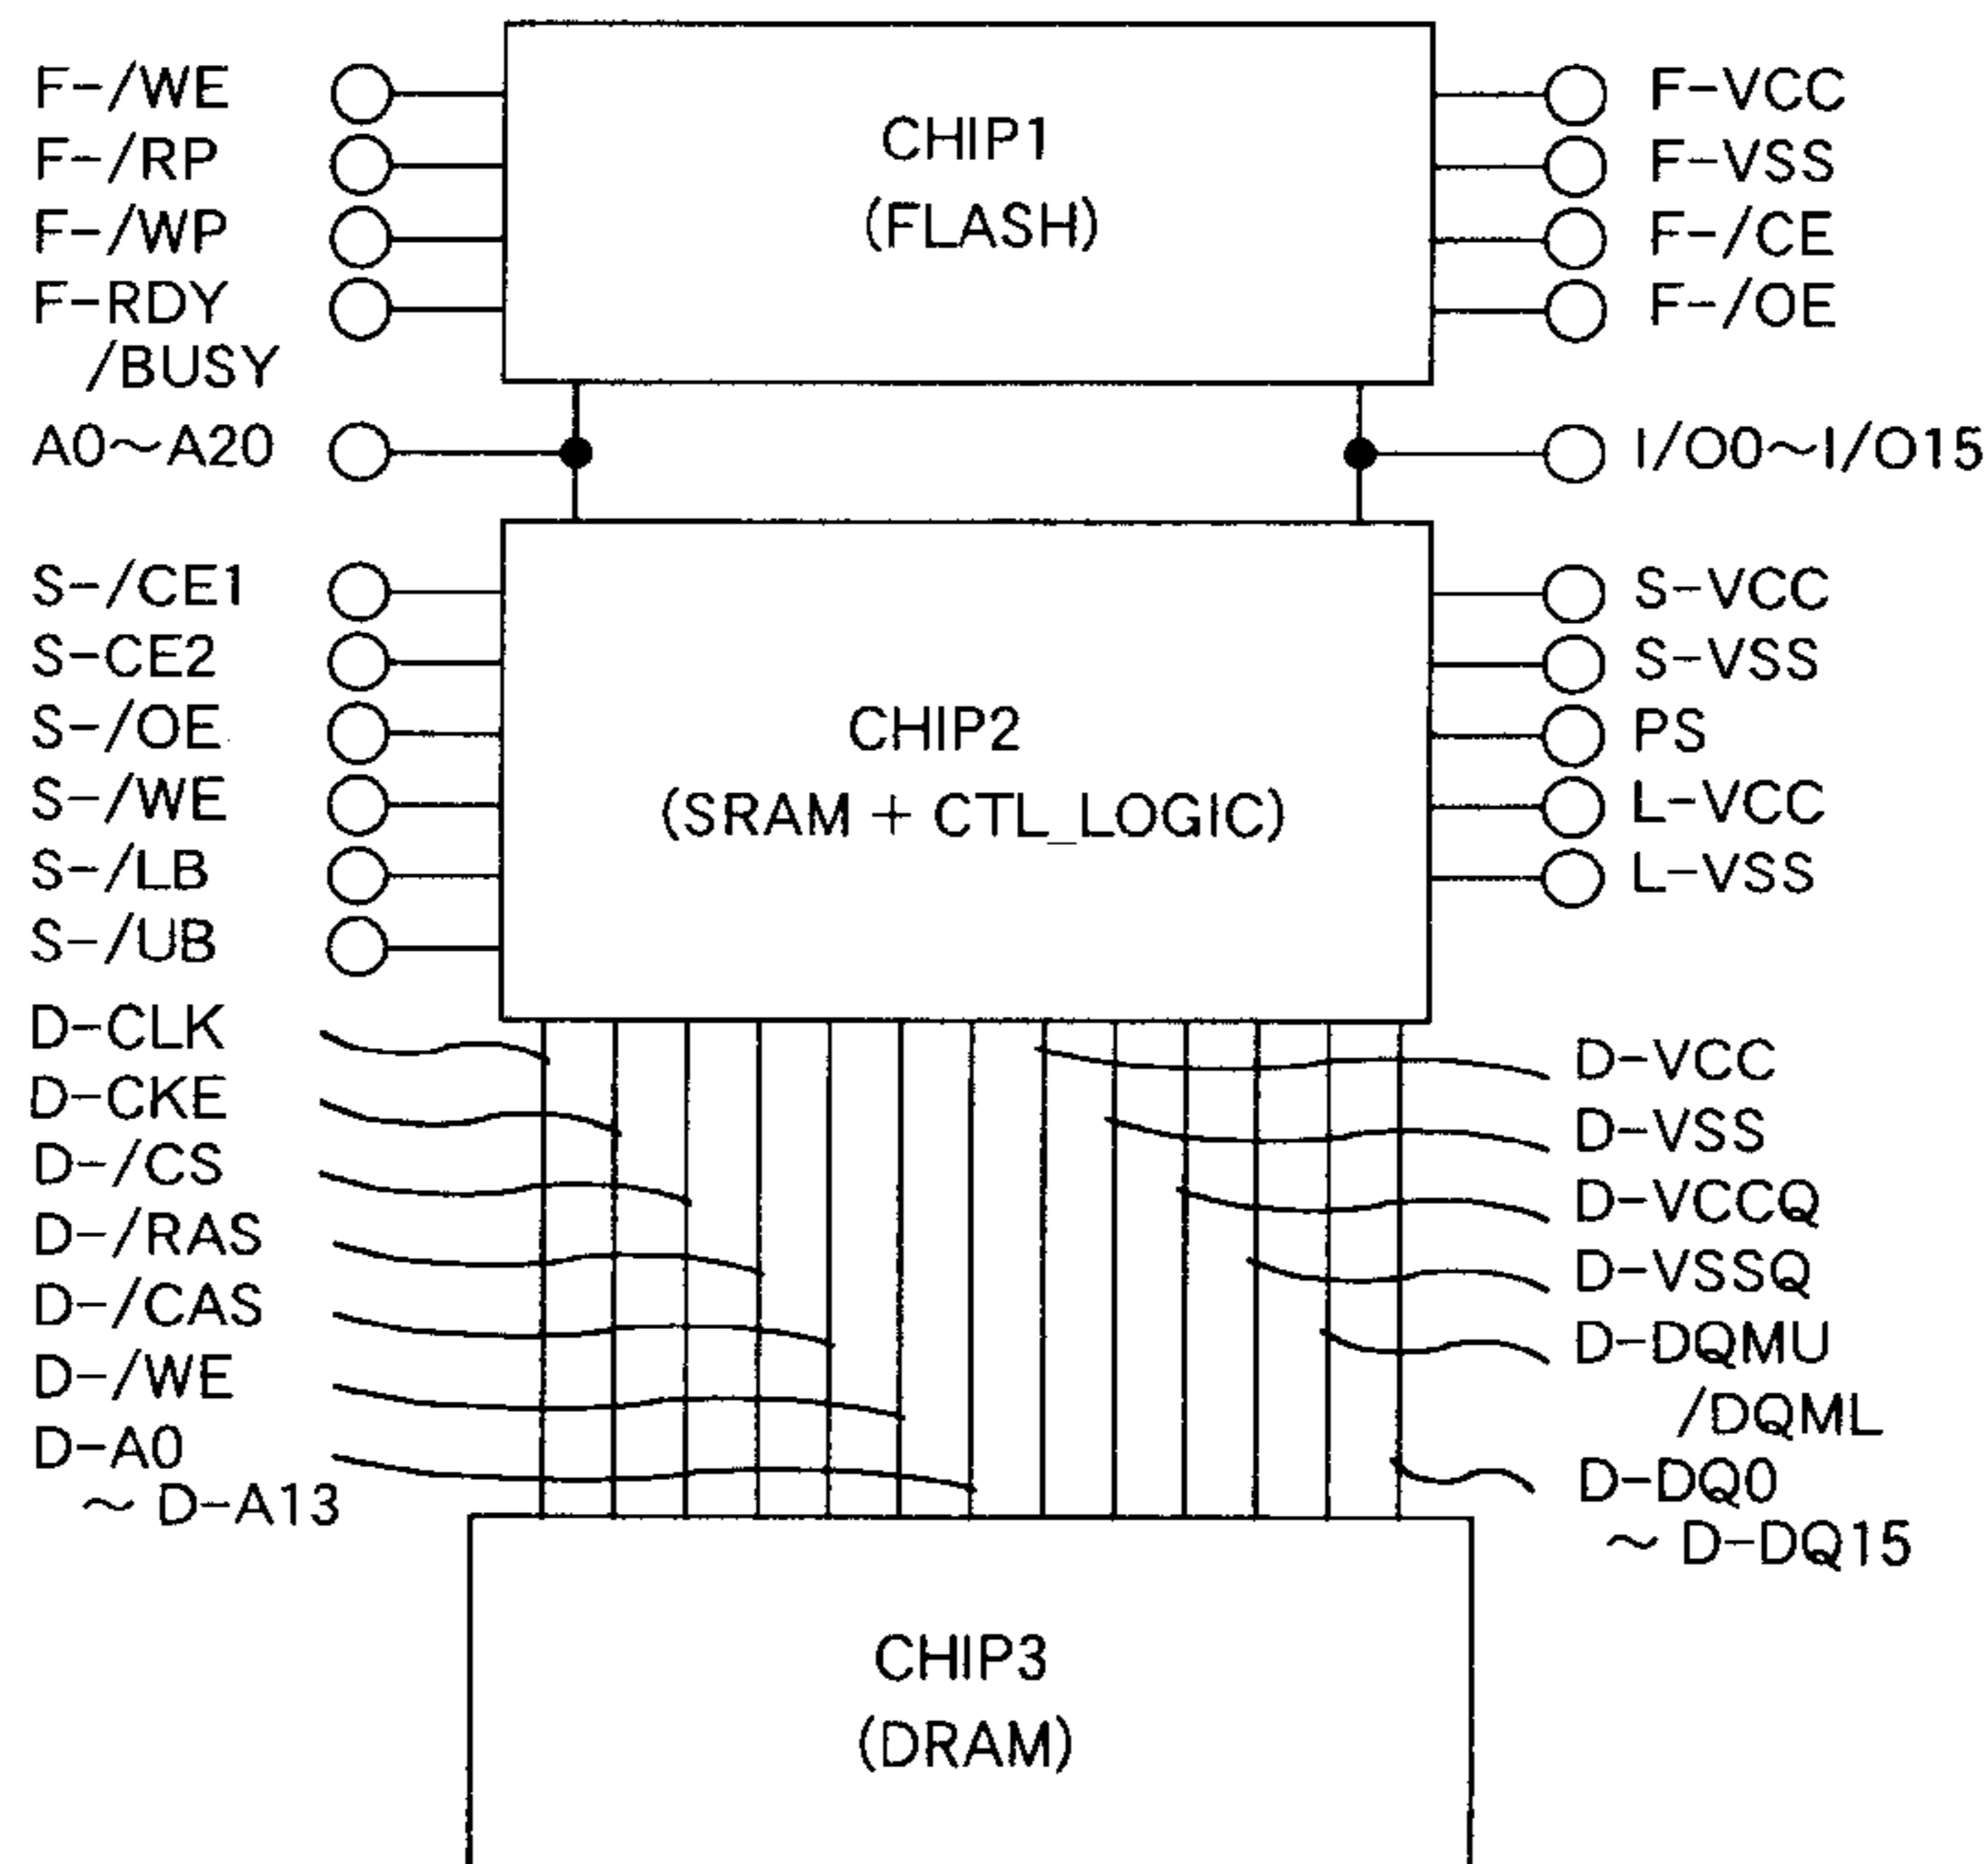 F-/WE
F-/RP
F-/WP
F-RDY
/BUSY
A0～A20
CHIP1
(FLASH)
F-VCC
F-VSS
F-/CE
F-/OE
I/O0～I/O15
S-/CE1
S-CE2
S-/OE
S-/WE
S-/LB
S-/UB
CHIP2
(SRAM + CTL_LOGIC)
S-VCC
S-VSS
PS
L-VCC
L-VSS
D-CLK
D-CKE
D-/CS
D-/RAS
D-/CAS
D-/WE
D-A0
～ D-A13
D-VCC
D-VSS
D-VCCQ
D-VSSQ
D-DQMU
/DQML
D-DQ0
～ D-DQ15
CHIP3
(DRAM)